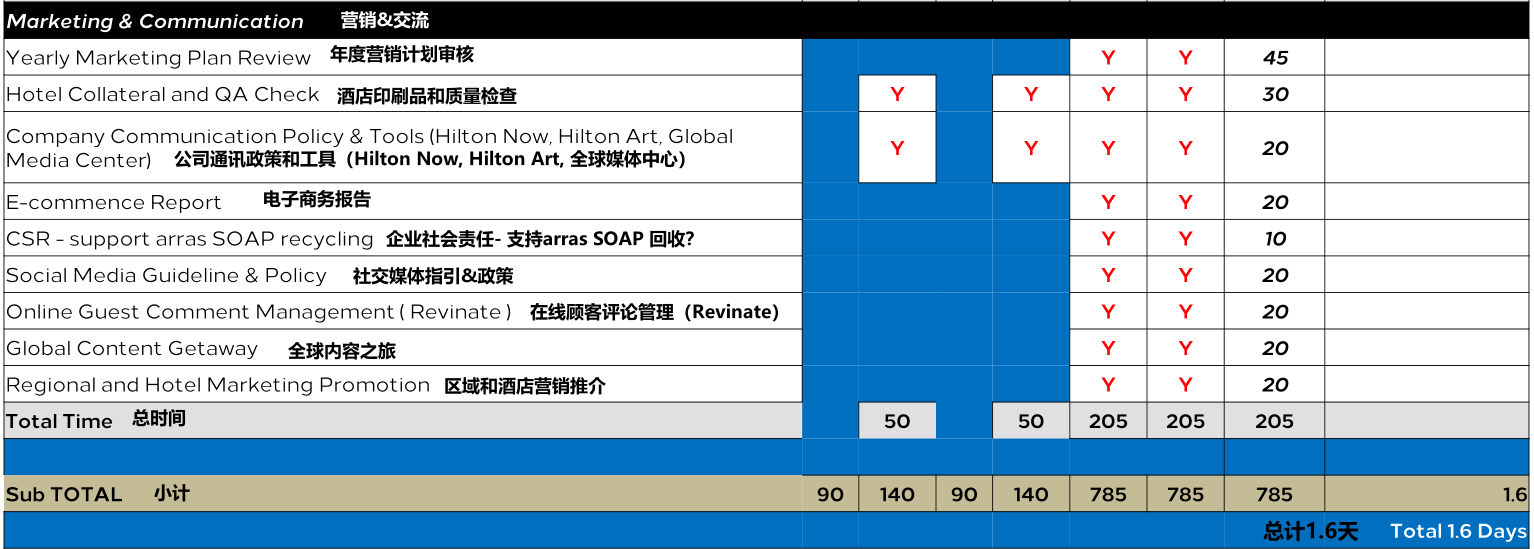 Marketing & Communication 营销&交流
Yearly Marketing Plan Review 年度营销计划审核 Y Y 45
Hotel Collateral and QA Check 酒店印刷品和质量检查 Y Y Y Y 30
Company Communication Policy & Tools (Hilton Now, Hilton Art, Global
Media Center) 公司通讯政策和工具（Hilton Now, Hilton Art, 全球媒体中心） Y Y Y Y 20
E-commence Report 电子商务报告 Y Y 20
CSR - support arras SOAP recycling 企业社会责任- 支持arras SOAP 回收? Y Y 10
Social Media Guideline & Policy 社交媒体指引&政策 Y Y 20
Online Guest Comment Management ( Revinate ) 在线顾客评论管理（Revinate） Y Y 20
Global Content Getaway 全球内容之旅 Y Y 20
Regional and Hotel Marketing Promotion 区域和酒店营销推介 Y Y 20
Total Time 总时间 50 50 205 205 205
Sub TOTAL 小计 90 140 90 140 785 785 785 1.6
总计1.6天 Total 1.6 Days